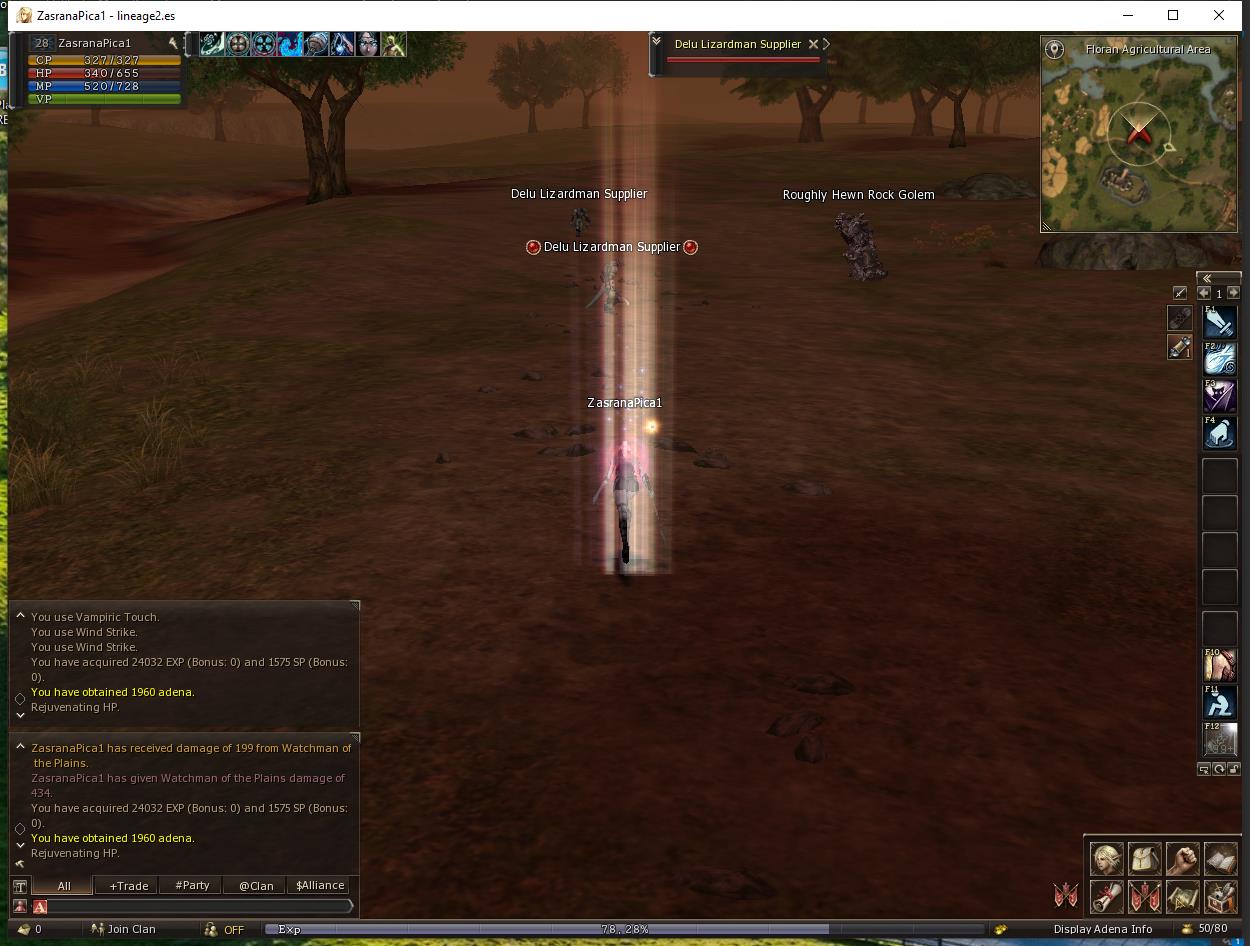 ZasranaPica1 - lineage2.es
28 ZasranaPica1
CP 327/327
HP 340/655
MP 520/728
VP
Delu Lizardman Supplier
Floran Agricultural Area
Delu Lizardman Supplier
Roughly Hewn Rock Golem
Delu Lizardman Supplier
ZasranaPica1
1
F1
1
F2
F3
F4
F10
F11
F12
99+
You use Vampiric Touch.
You use Wind Strike.
You use Wind Strike.
You have acquired 24032 EXP (Bonus: 0) and 1575 SP (Bonus:
0).
You have obtained 1960 adena.
Rejuvenating HP.
ZasranaPica1 has received damage of 199 from Watchman of
the Plains.
ZasranaPica1 has given Watchman of the Plains damage of
434.
You have acquired 24032 EXP (Bonus: 0) and 1575 SP (Bonus:
0).
You have obtained 1960 adena.
Rejuvenating HP.
T All +Trade #Party @Clan $Alliance
A
0 Join Clan OFF Exp 78.28% Display Adena Info 50/80